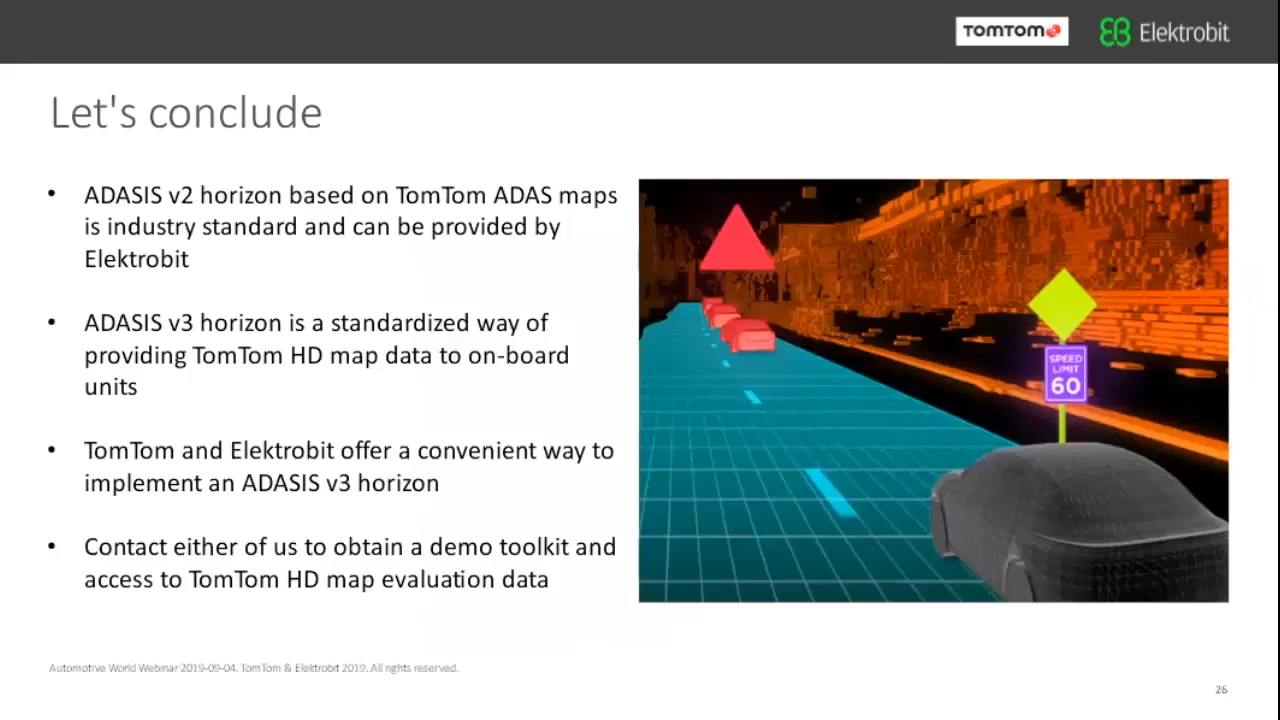 TOMTOM
Elektrobit
Let's conclude
• ADASIS v2 horizon based on TomTom ADAS maps
is industry standard and can be provided by
Elektrobit
• ADASIS v3 horizon is a standardized way of
providing TomTom HD map data to on-board
units
• TomTom and Elektrobit offer a convenient way to
implement an ADASIS v3 horizon
• Contact either of us to obtain a demo toolkit and
access to TomTom HD map evaluation data
SPEED
LIMIT
60
Automotive World Webinar 2019-09-04. TomTom & Elektrobit 2019. All rights reserved.
26